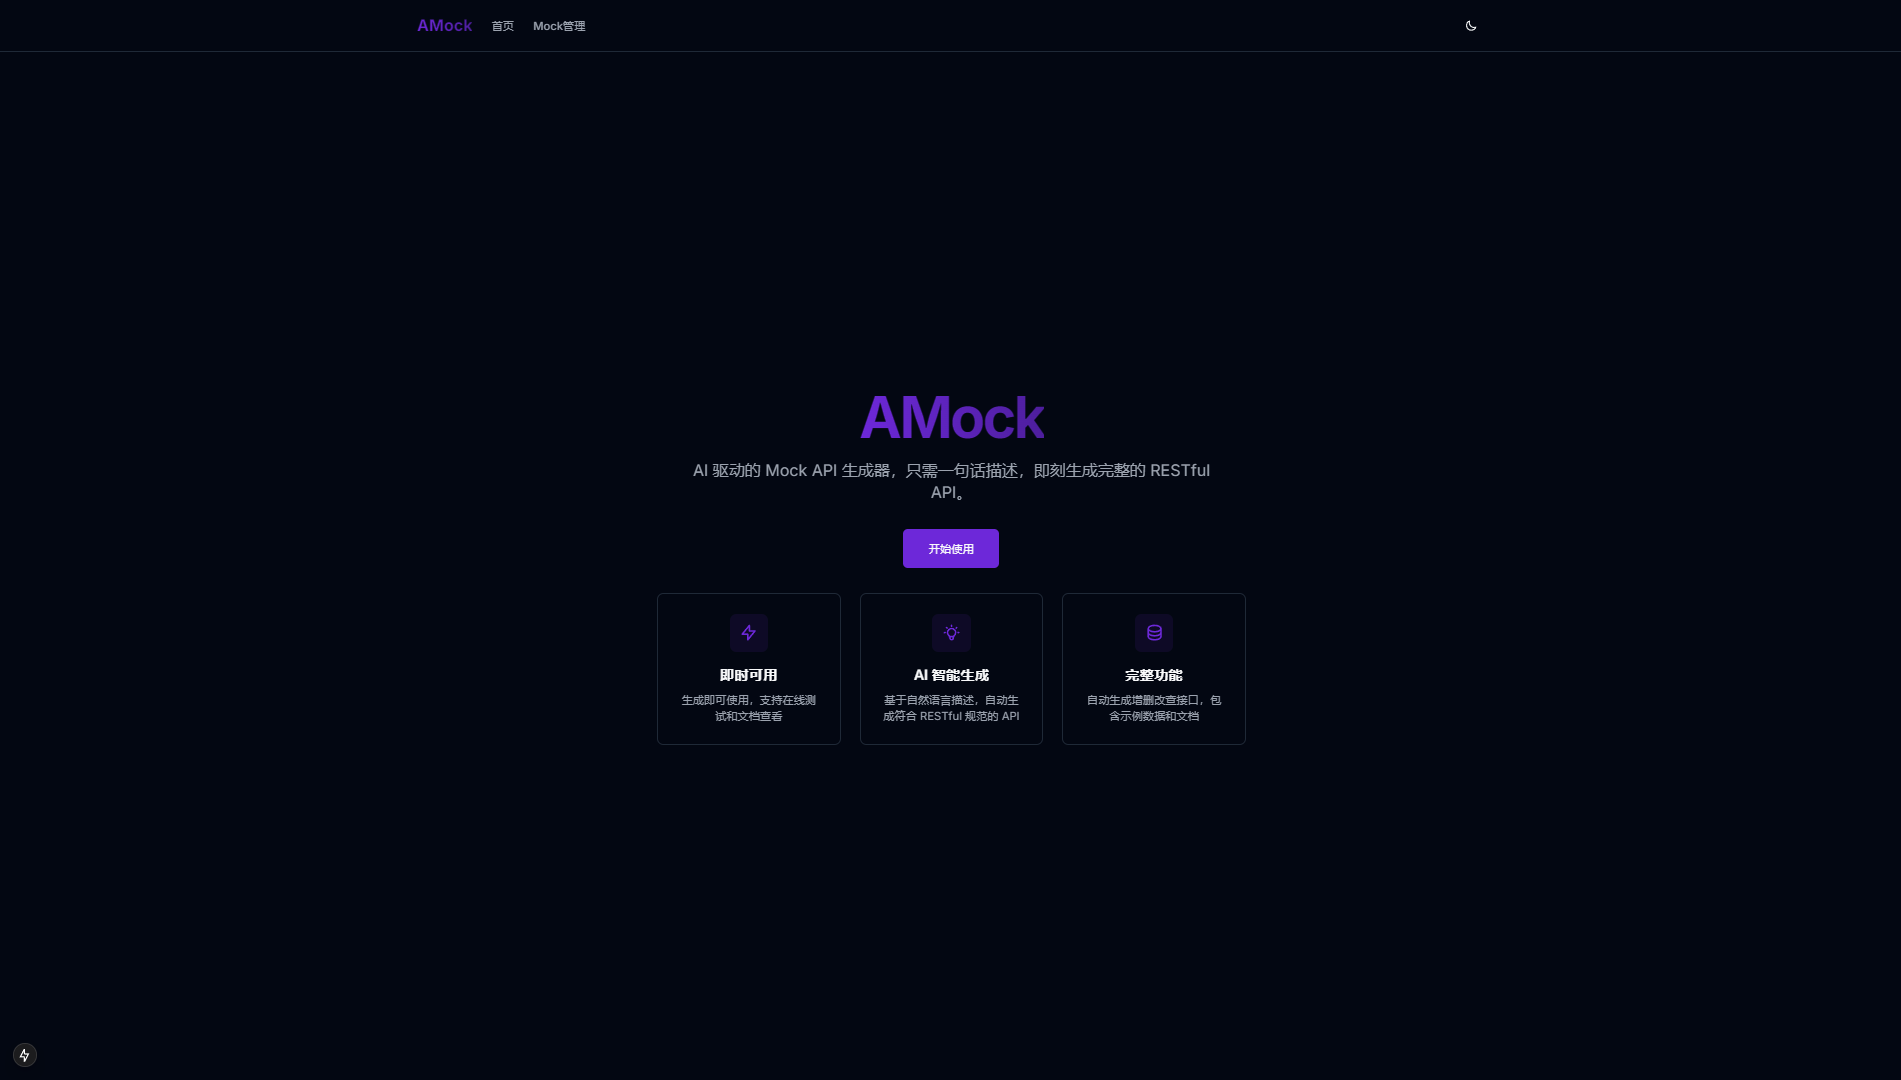 AMock
首页
Mock管理
AMock
AI 驱动的 Mock API 生成器，只需一句话描述，即刻生成完整的 RESTful
API。
开始使用
即时可用
生成即可使用，支持在线测
试和文档查看
AI 智能生成
基于自然语言描述，自动生
成符合 RESTful 规范的 API
完整功能
自动生成增删改查接口，包
含示例数据和文档